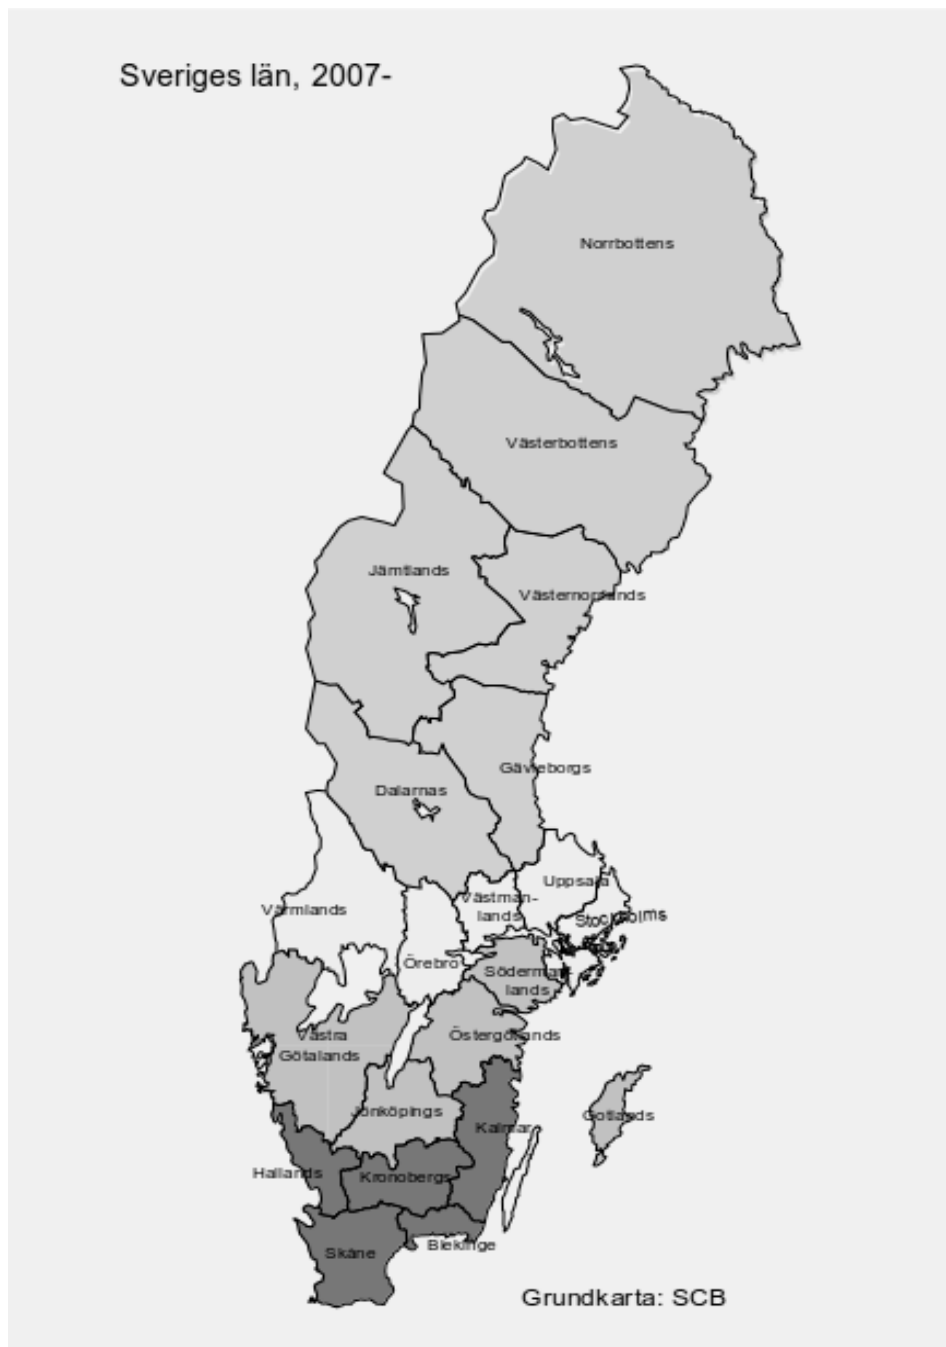 Sveriges län, 2007-
Norrbottens
Västerbottens
Jämtlands
Västernorrlands
Gävleborgs
Dalarnas
Uppsala
Västman-
lands
Värmlands
Stockholms
Örebro
Söderman
lands
Västra
Götalands
Östergötlands
Jönköpings
Gotlands
Kalmar
Hallands
Kronobergs
Blekinge
Skåne
Grundkarta: SCB